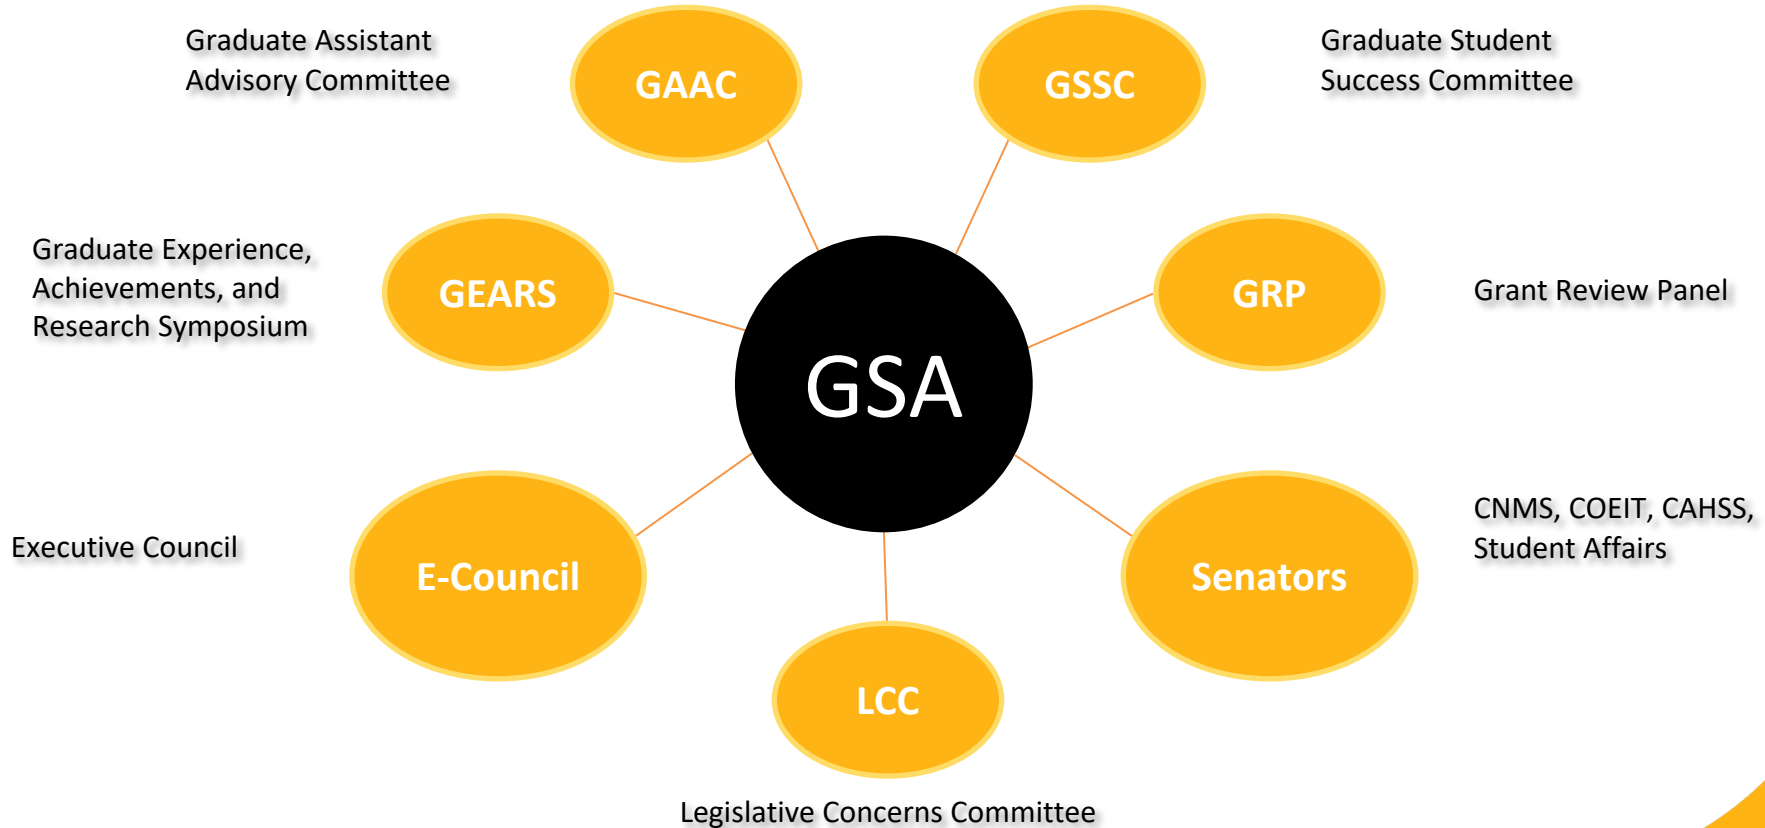 Graduate Assistant
Advisory Committee
GAAC
GSSC
Graduate Student
Success Committee
Graduate Experience,
Achievements, and
Research Symposium
GEARS
GRP
Grant Review Panel
GSA
Executive Council
E-Council
Senators
CNMS, COEIT, CAHSS,
Student Affairs
LCC
Legislative Concerns Committee